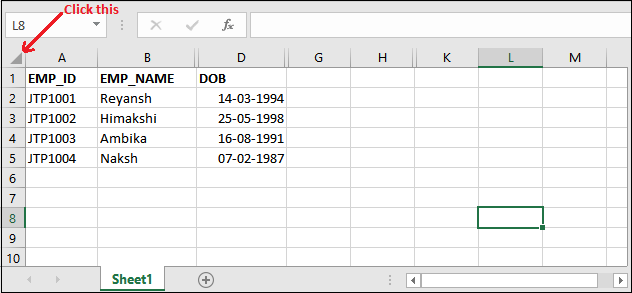 Click this
L8 fx
A B D G H K L M
1 EMP_ID EMP_NAME DOB
2 JTP1001 Reyansh 14-03-1994
3 JTP1002 Himakshi 25-05-1998
4 JTP1003 Ambika 16-08-1991
5 JTP1004 Naksh 07-02-1987
6
7
8
9
10
Sheet1